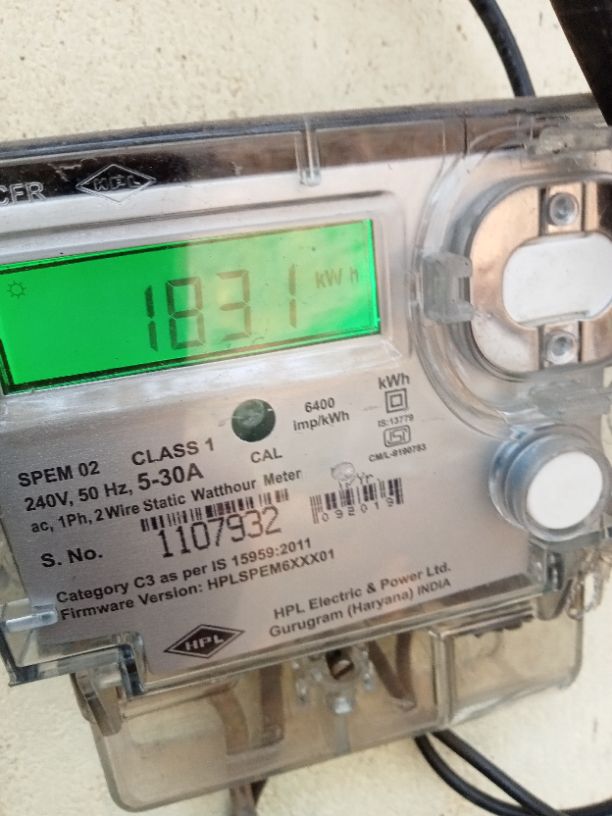 CFR HPL
1831 kWh
6400
imp/kWh
kWh
IS:13779
CM/L-8190783
CAL
SPEM 02 CLASS 1
240V, 50 Hz, 5-30A
ac, 1Ph, 2 Wire Static Watthour Meter
Yr
092019
S. No. 1107932
Category C3 as per IS 15959:2011
Firmware Version: HPLSPEM6XXX01
HPL Electric & Power Ltd.
Gurugram (Haryana) INDIA
HPL